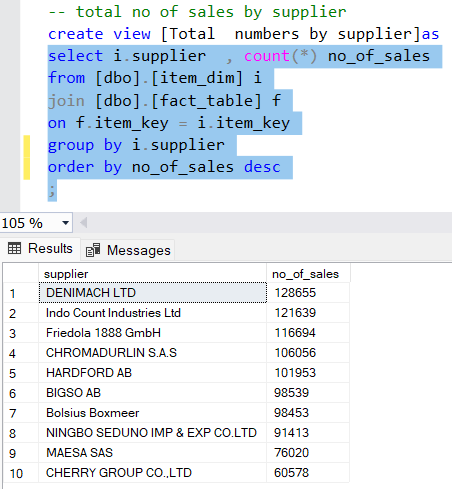 -- total no of sales by supplier
create view [Total  numbers by supplier]as
select i.supplier  , count(*) no_of_sales
from [dbo].[item_dim] i
join [dbo].[fact_table] f
on f.item_key = i.item_key
group by i.supplier
order by no_of_sales desc
;
105 %
Results Messages
supplier no_of_sales
1 DENIMACH LTD 128655
2 Indo Count Industries Ltd 121639
3 Friedola 1888 GmbH 116694
4 CHROMADURLIN S.A.S 106056
5 HARDFORD AB 101953
6 BIGSO AB 98539
7 Bolsius Boxmeer 98453
8 NINGBO SEDUNO IMP & EXP CO.LTD 91413
9 MAESA SAS 76020
10 CHERRY GROUP CO.,LTD 60578